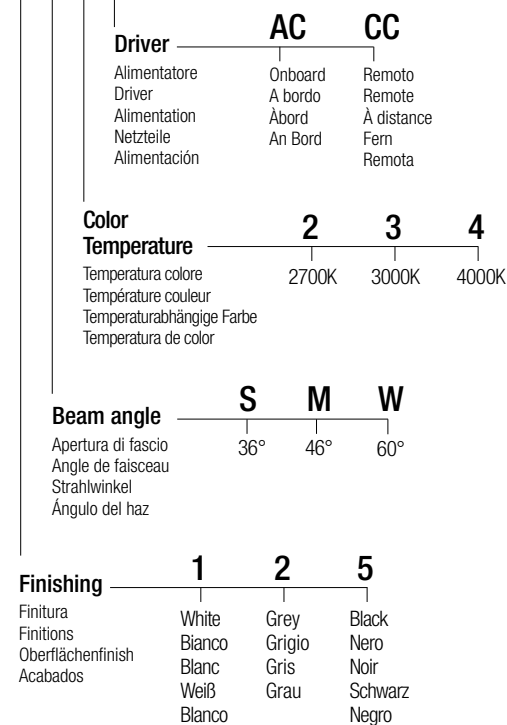 Driver
AC
CC
Alimentatore
Driver
Alimentation
Netzteile
Alimentación
Onboard
A bordo
Àbord
An Bord
Remoto
Remote
À distance
Fern
Remota
Color
Temperature
2
3
4
Temperatura colore
Température couleur
Temperaturabhängige Farbe
Temperatura de color
2700K
3000K
4000K
Beam angle
S
M
W
Apertura di fascio
Angle de faisceau
Strahlwinkel
Ángulo del haz
36°
46°
60°
Finishing
1
2
5
Finitura
Finitions
Oberflächenfinish
Acabados
White
Bianco
Blanc
Weiß
Blanco
Grey
Grigio
Gris
Grau
Black
Nero
Noir
Schwarz
Negro